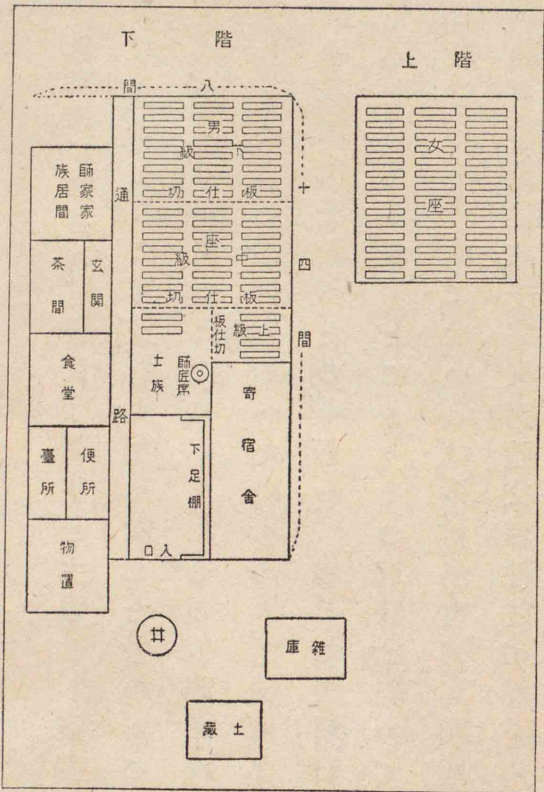 下階
上階
八間
十四間
男座
下級
板仕切
中級
板仕切
上級
板仕切
士族
師匠席
女座
通路
師家家族居間
玄関
茶間
食堂
便所
臺所
物置
下足棚
入口
寄宿舎
井
雜庫
土藏